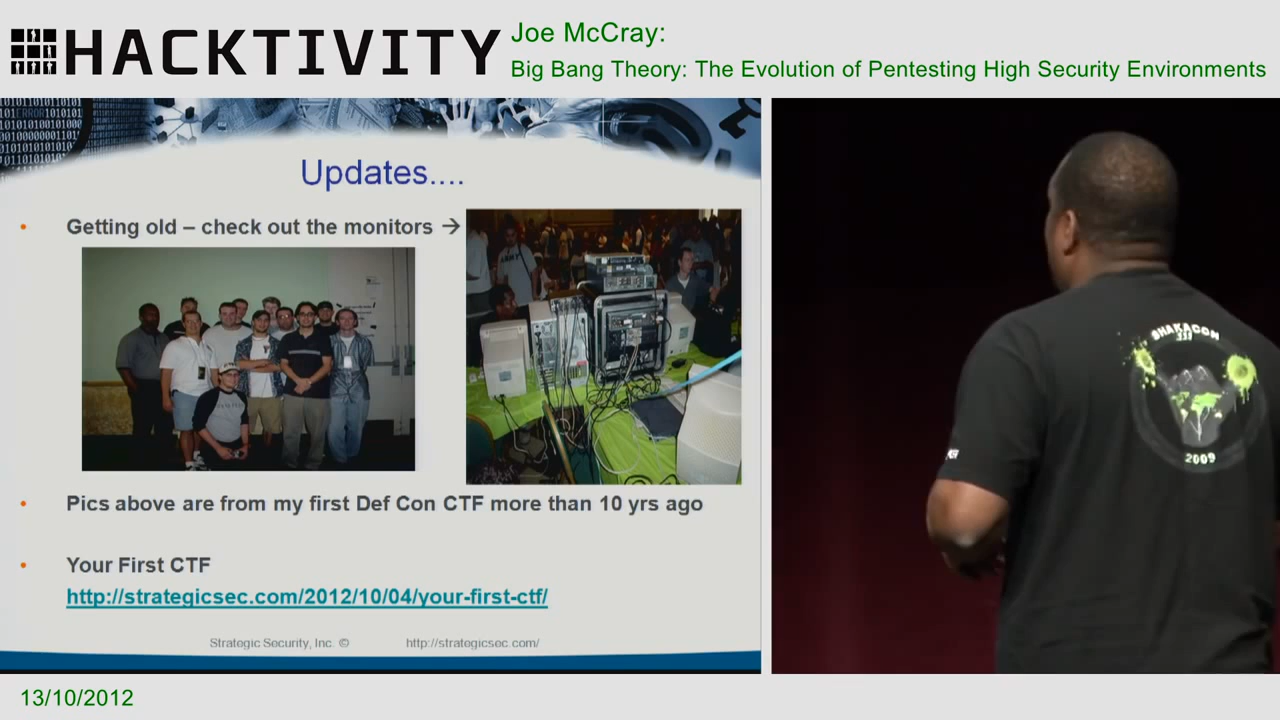 HACKTIVITY
Joe McCray:
Big Bang Theory: The Evolution of Pentesting High Security Environments
Updates....
• Getting old – check out the monitors →
• Pics above are from my first Def Con CTF more than 10 yrs ago
• Your First CTF
http://strategicsec.com/2012/10/04/your-first-ctf/
Strategic Security, Inc. © http://strategicsec.com/
SHAKACON
2009
13/10/2012